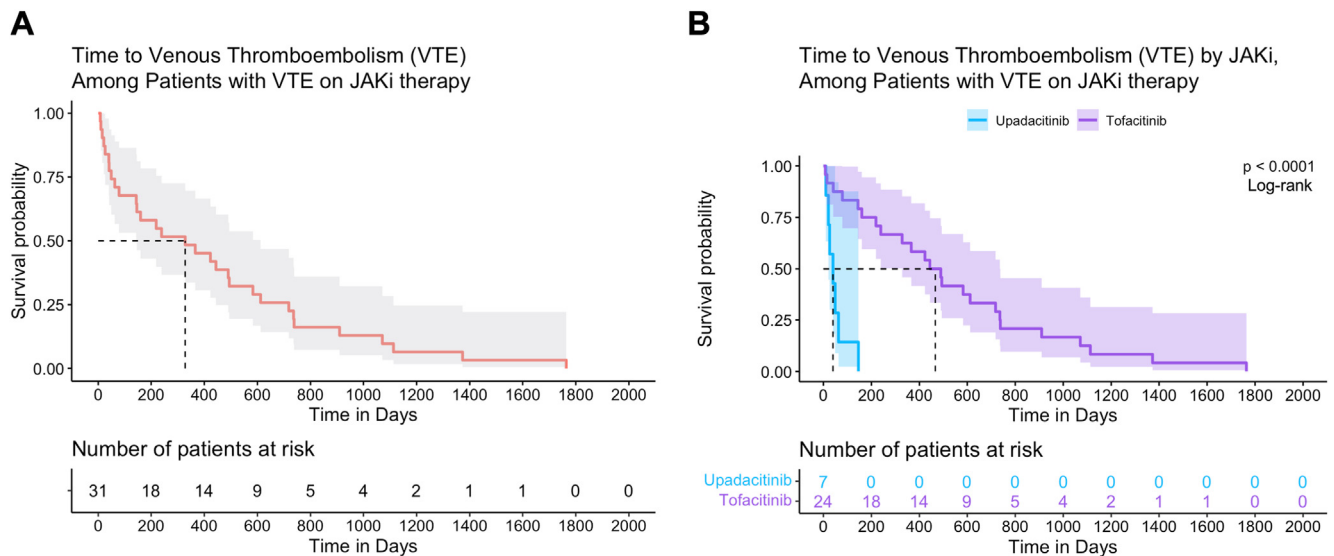 A
Time to Venous Thromboembolism (VTE)
Among Patients with VTE on JAKi therapy
Survival probability
1.00
0.75
0.50
0.25
0.00
0 200 400 600 800 1000 1200 1400 1600 1800 2000
Time in Days
Number of patients at risk
31 18 14 9 5 4 2 1 1 0 0
0 200 400 600 800 1000 1200 1400 1600 1800 2000
Time in Days
B
Time to Venous Thromboembolism (VTE) by JAKi,
Among Patients with VTE on JAKi therapy
Upadacitinib Tofacitinib
p < 0.0001
Log-rank
Survival probability
1.00
0.75
0.50
0.25
0.00
0 200 400 600 800 1000 1200 1400 1600 1800 2000
Time in Days
Number of patients at risk
Upadacitinib 7 0 0 0 0 0 0 0 0 0 0
Tofacitinib 24 18 14 9 5 4 2 1 1 0 0
0 200 400 600 800 1000 1200 1400 1600 1800 2000
Time in Days